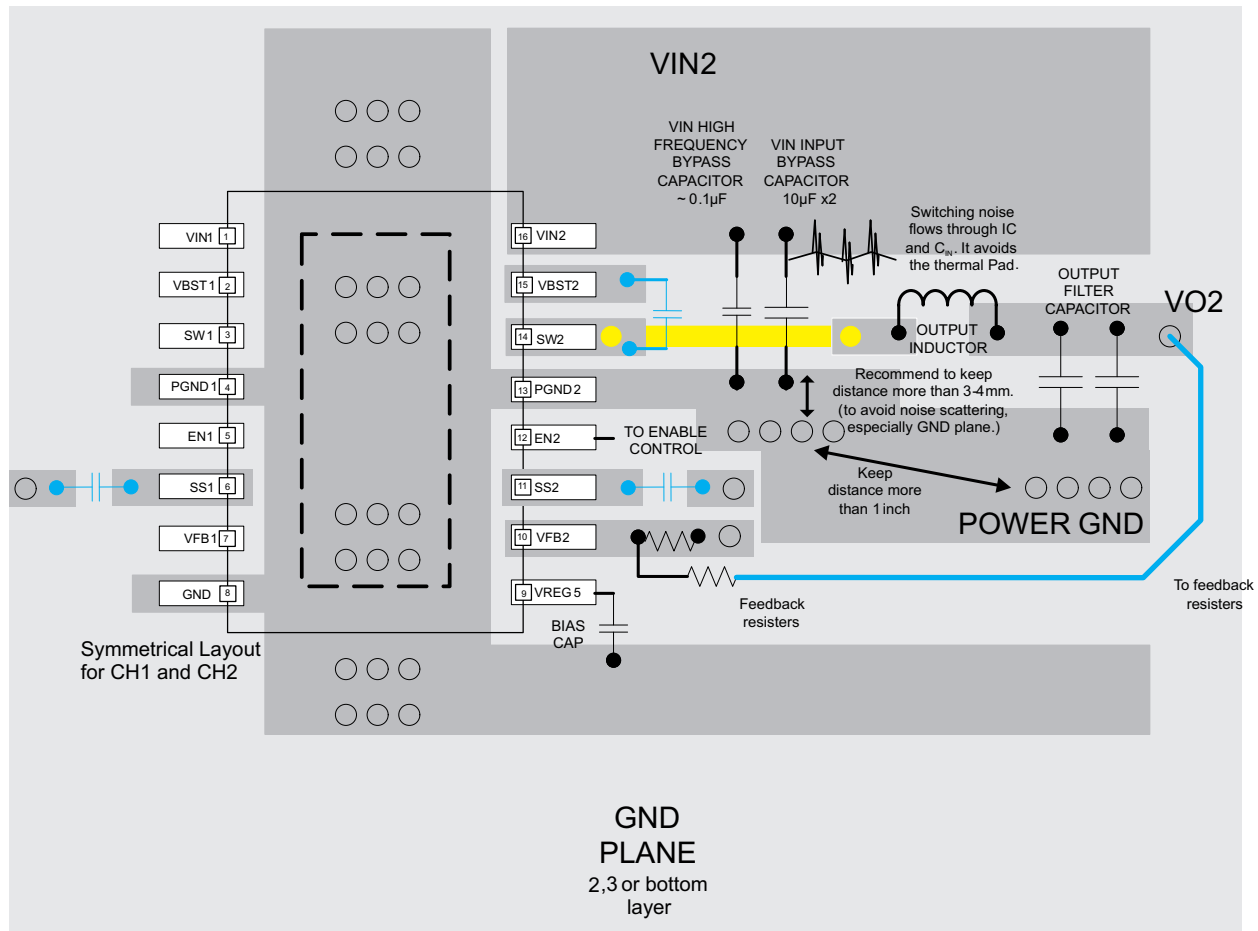 VIN2
VIN HIGH
FREQUENCY
BYPASS
CAPACITOR
~ 0.1µF
VIN INPUT
BYPASS
CAPACITOR
10µF x2
Switching noise
flows through IC
and CIN. It avoids
the thermal Pad.
OUTPUT
FILTER
CAPACITOR
VO2
OUTPUT
INDUCTOR
Recommend to keep
distance more than 3-4mm.
(to avoid noise scattering,
especially GND plane.)
Keep
distance more
than 1 inch
POWER GND
To feedback
resisters
VIN1 1
VBST1 2
SW1 3
PGND1 4
EN1 5
SS1 6
VFB1 7
GND 8
16 VIN2
15 VBST2
14 SW2
13 PGND2
12 EN2
11 SS2
10 VFB2
9 VREG5
TO ENABLE
CONTROL
Feedback
resisters
BIAS
CAP
Symmetrical Layout
for CH1 and CH2
GND
PLANE
2,3 or bottom
layer